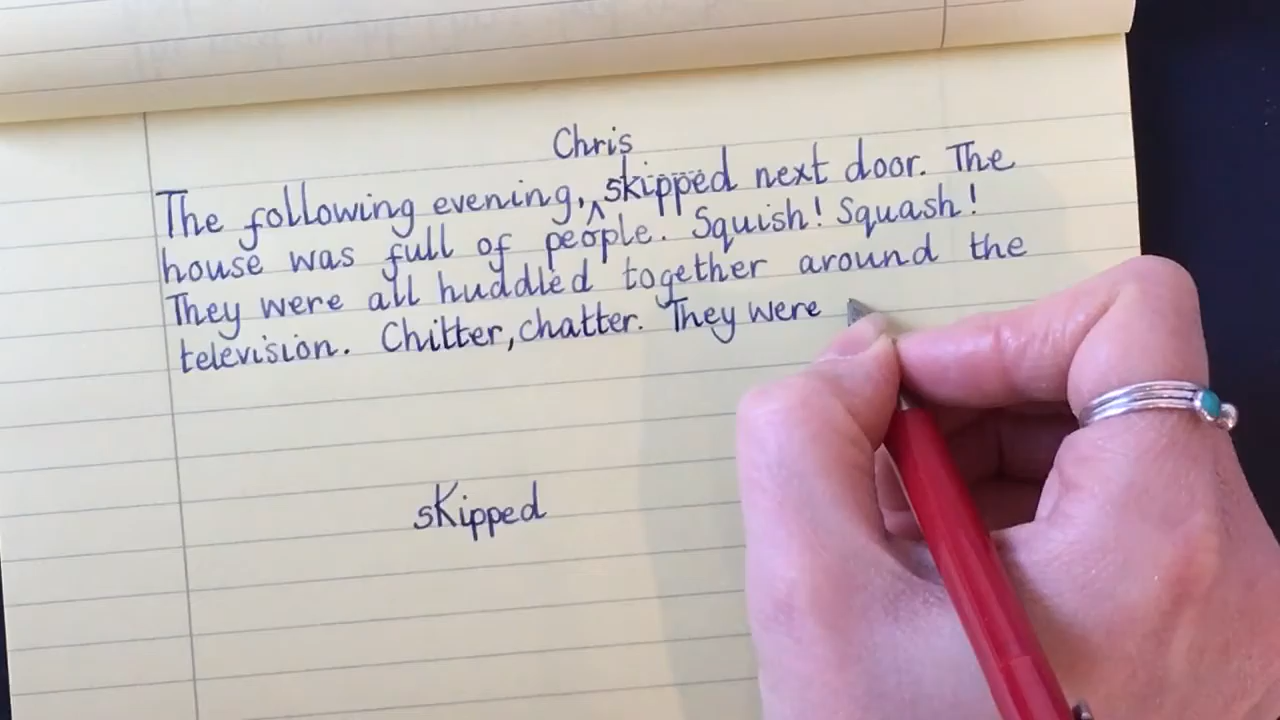 Chris
The following evening, ^ skipped next door. The
house was full of people. Squish! Squash!
They were all huddled together around the
television. Chitter, chatter. They were
skipped